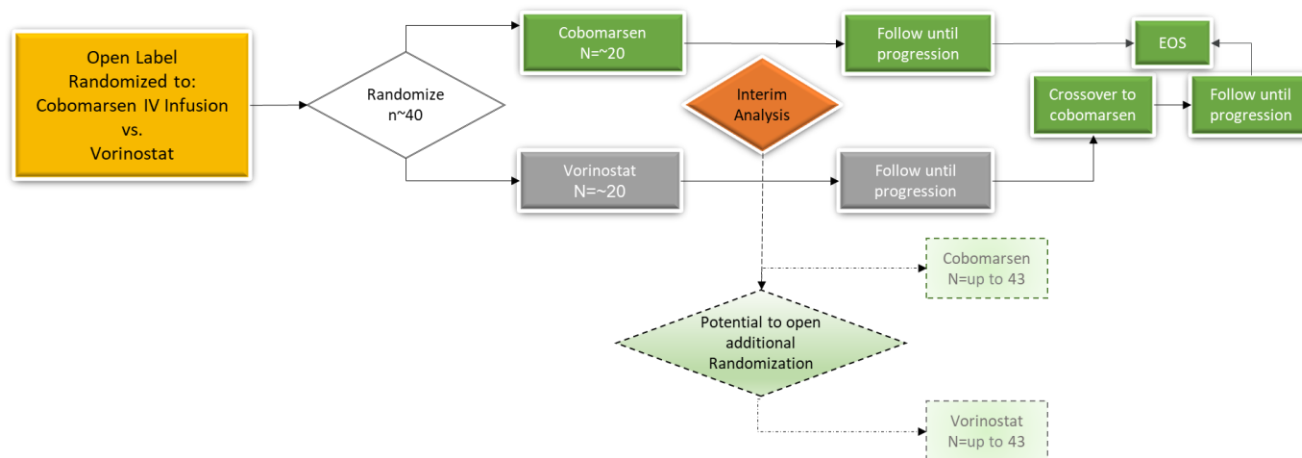 Open Label
Randomized to:
Cobomarsen IV Infusion
vs.
Vorinostat
Randomize
n~40
Cobomarsen
N=~20
Follow until
progression
EOS
Interim
Analysis
Crossover to
cobomarsen
Follow until
progression
Vorinostat
N=~20
Follow until
progression
Cobomarsen
N=up to 43
Potential to open
additional
Randomization
Vorinostat
N=up to 43